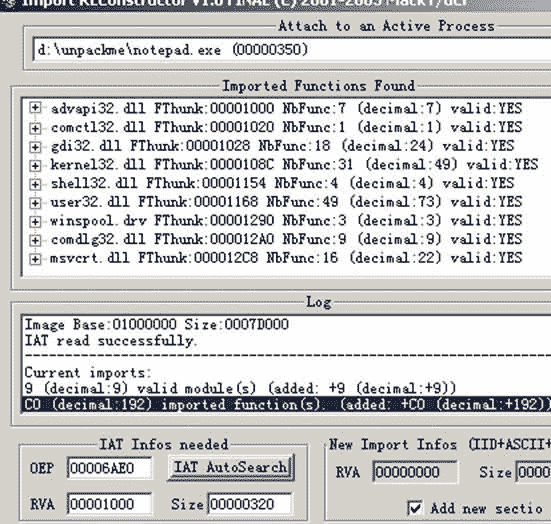 Import REConstructor v1.6 FINAL (C) 2001-2003 MackT/uCF
Attach to an Active Process
d:\unpackme\notepad.exe (00000350)
Imported Functions Found
advapi32.dll FThunk:00001000 NbFunc:7 (decimal:7) valid:YES
comctl32.dll FThunk:00001020 NbFunc:1 (decimal:1) valid:YES
gdi32.dll FThunk:00001028 NbFunc:18 (decimal:24) valid:YES
kernel32.dll FThunk:0000108C NbFunc:31 (decimal:49) valid:YES
shell32.dll FThunk:00001154 NbFunc:4 (decimal:4) valid:YES
user32.dll FThunk:00001168 NbFunc:49 (decimal:73) valid:YES
winspool.drv FThunk:00001290 NbFunc:3 (decimal:3) valid:YES
comdlg32.dll FThunk:000012A0 NbFunc:9 (decimal:9) valid:YES
msvcrt.dll FThunk:000012C8 NbFunc:16 (decimal:22) valid:YES
Log
Image Base:01000000 Size:0007D000
IAT read successfully.
Current imports:
9 (decimal:9) valid module(s) (added: +9 (decimal:+9))
C0 (decimal:192) imported function(s). (added: +C0 (decimal:+192))
IAT Infos needed
New Import Infos (IID+ASCII+
OEP 00006AE0 IAT AutoSearch
RVA 00000000 Size 0000
RVA 00001000 Size 00000320
Add new sectio